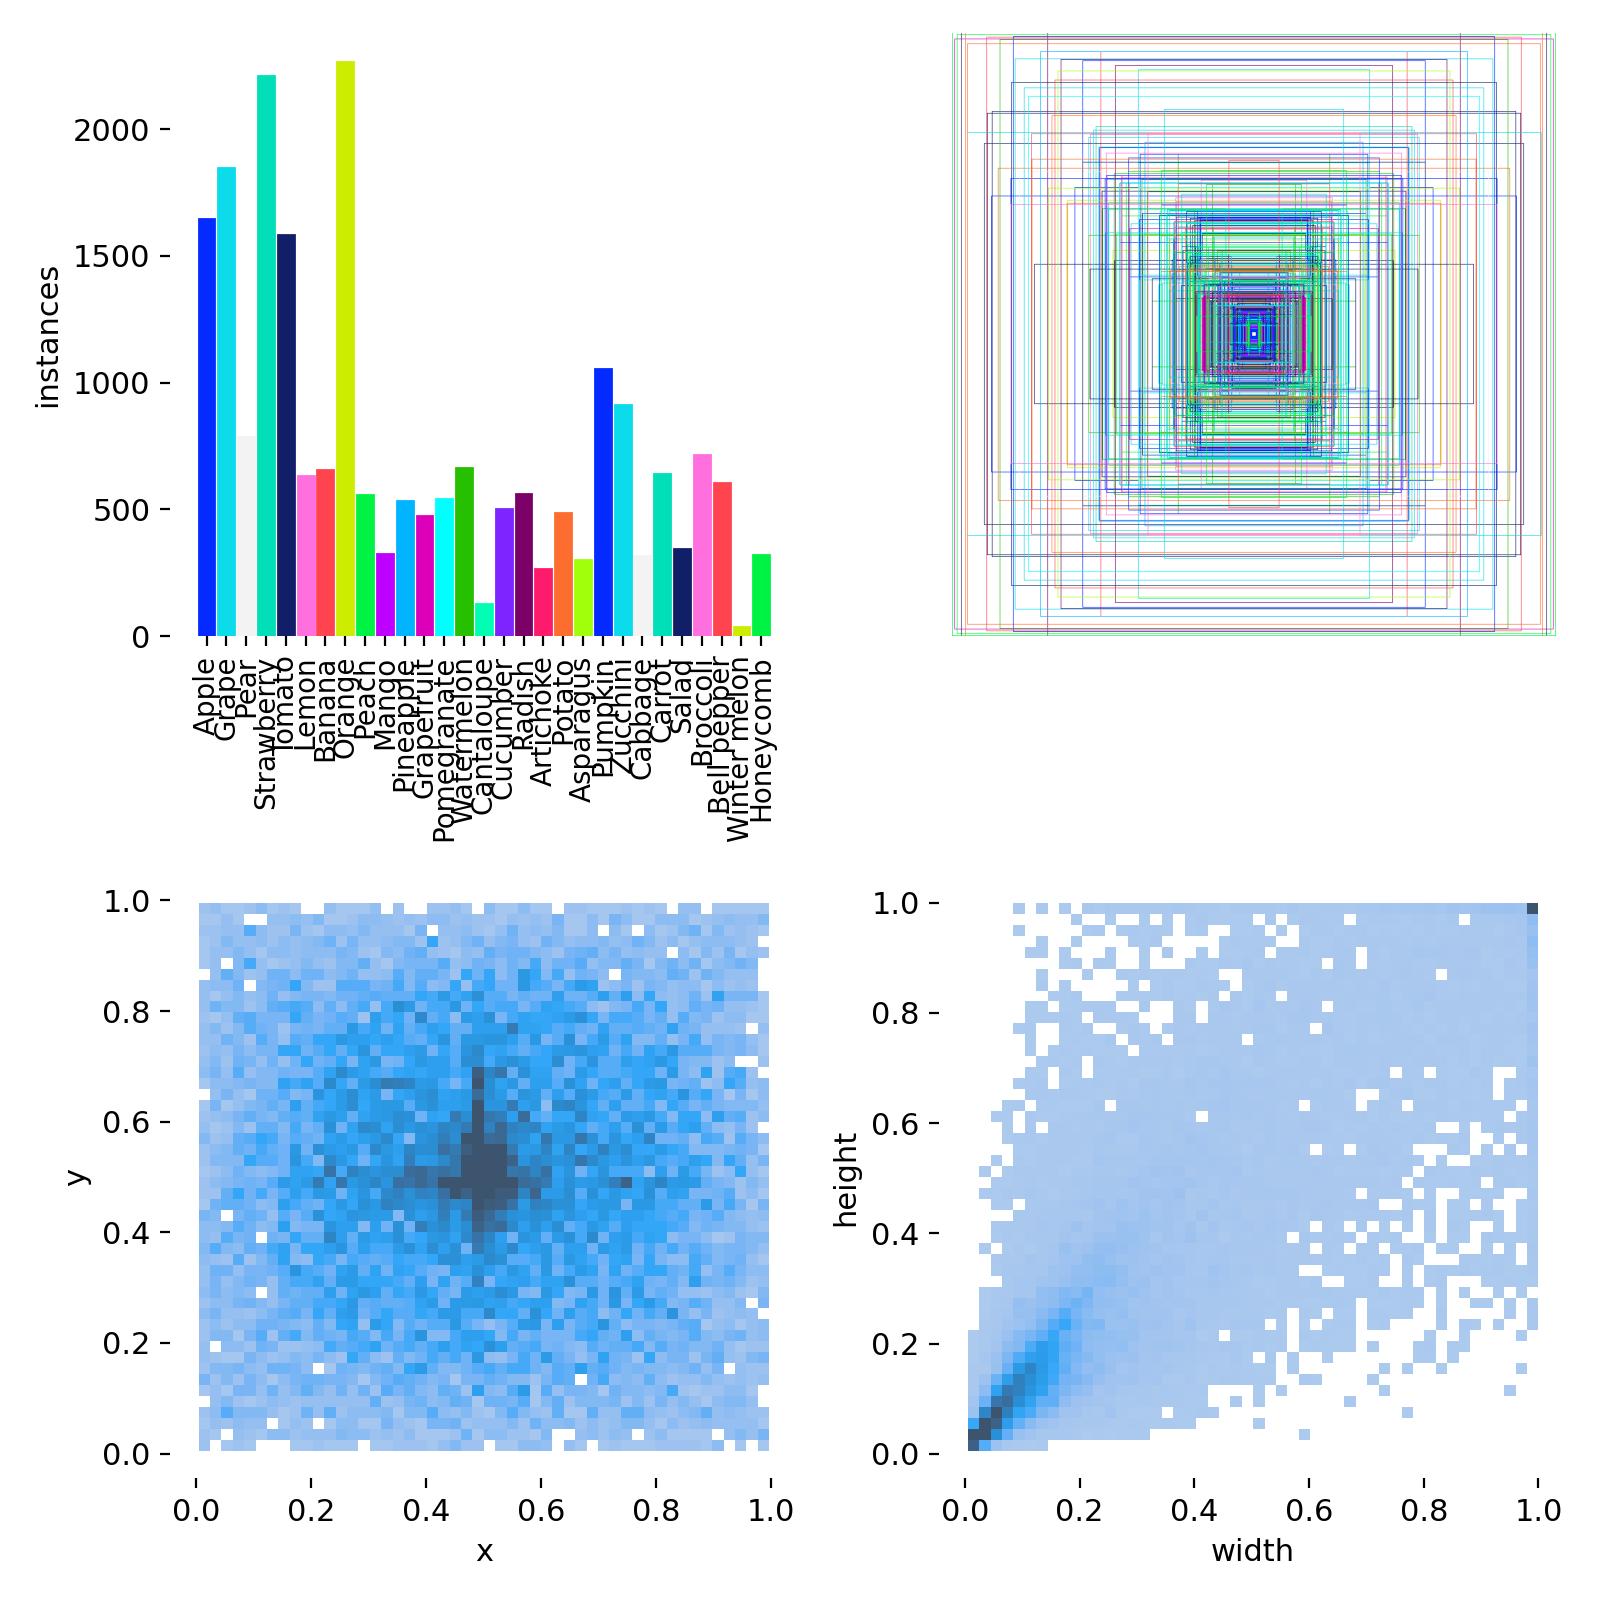 instances
2000
1500
1000
500
0
Apple
Grape
Pear
Strawberry
Tomato
Lemon
Banana
Orange
Peach
Mango
Pineapple
Grapefruit
Pomegranate
Watermelon
Cantaloupe
Cucumber
Radish
Artichoke
Potato
Asparagus
Pumpkin
Zucchini
Cabbage
Carrot
Salad
Broccoli
Bell pepper
Winter melon
Honeycomb
y
1.0
0.8
0.6
0.4
0.2
0.0
0.0 0.2 0.4 0.6 0.8 1.0
x
height
1.0
0.8
0.6
0.4
0.2
0.0
0.0 0.2 0.4 0.6 0.8 1.0
width